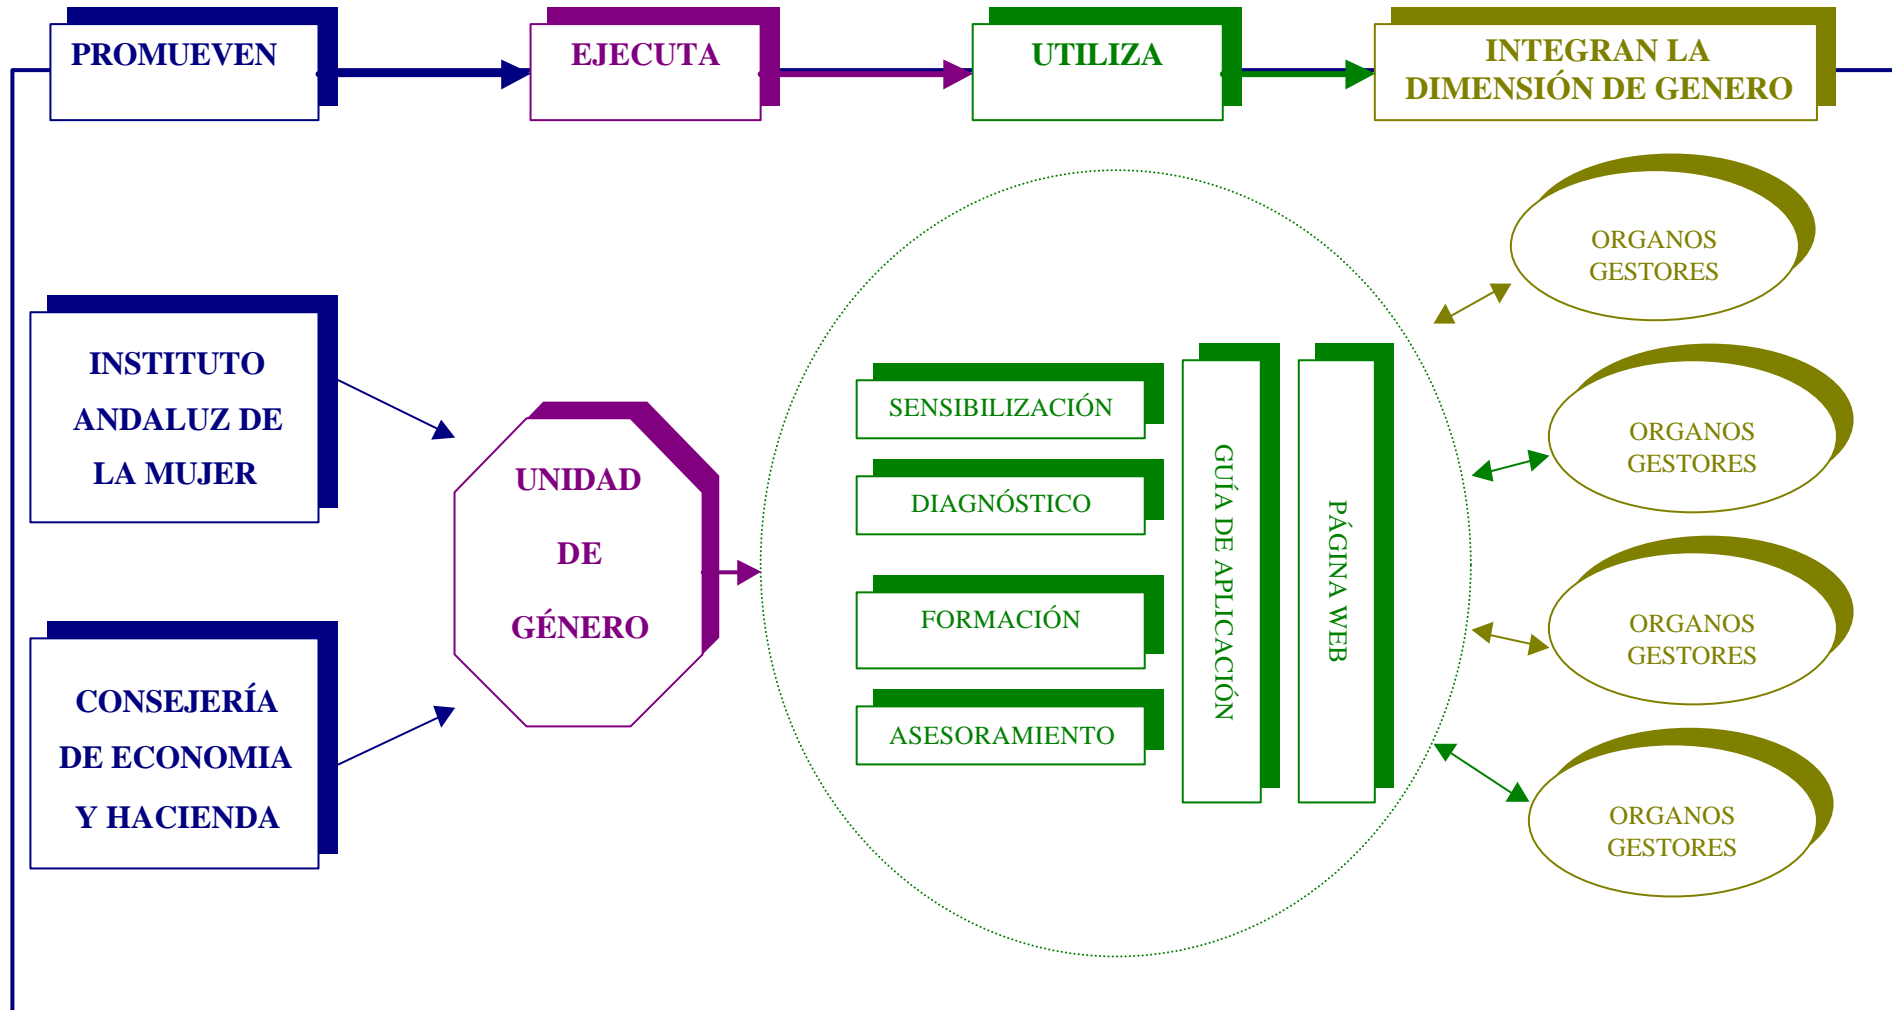 PROMUEVEN
EJECUTA
UTILIZA
INTEGRAN LA
DIMENSIÓN DE GENERO
INSTITUTO
ANDALUZ DE
LA MUJER
CONSEJERÍA
DE ECONOMIA
Y HACIENDA
UNIDAD
DE
GÉNERO
SENSIBILIZACIÓN
DIAGNÓSTICO
FORMACIÓN
ASESORAMIENTO
GUÍA DE APLICACIÓN
PÁGINA WEB
ORGANOS
GESTORES
ORGANOS
GESTORES
ORGANOS
GESTORES
ORGANOS
GESTORES